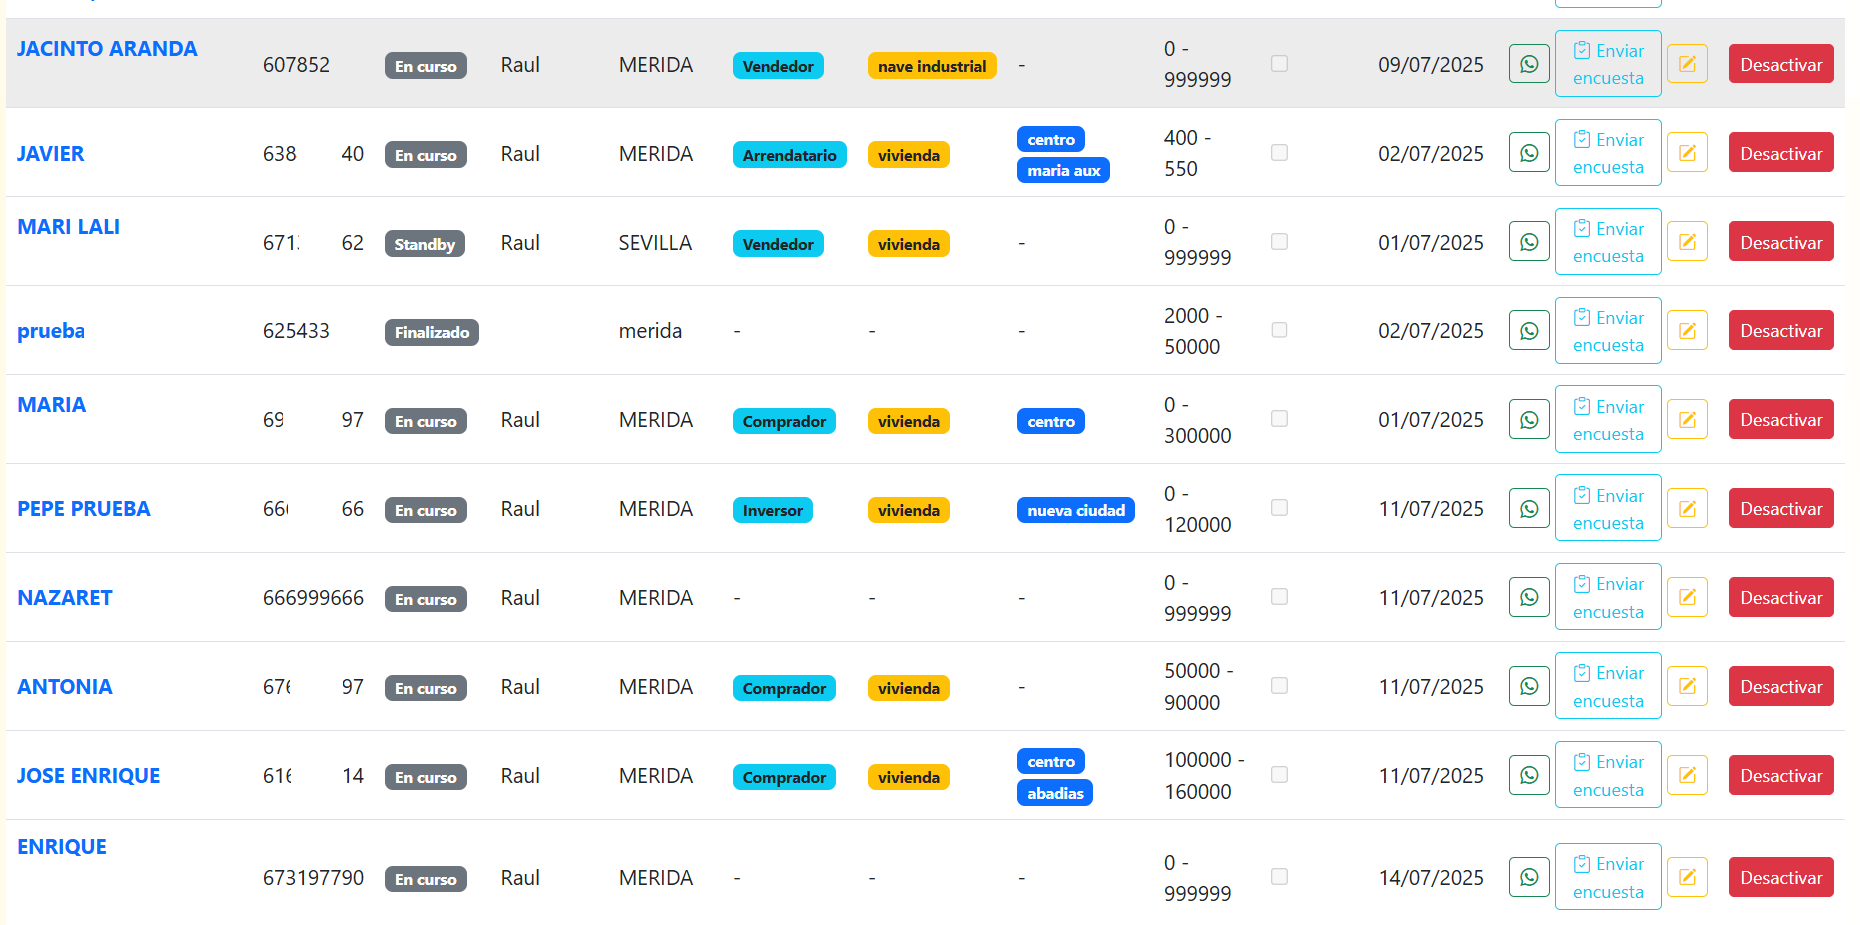 JACINTO ARANDA 607852 En curso Raul MERIDA Vendedor nave industrial - 0 - 999999 09/07/2025 Enviar encuesta Desactivar
JAVIER 638 40 En curso Raul MERIDA Arrendatario vivienda centro maria aux 400 - 550 02/07/2025 Enviar encuesta Desactivar
MARI LALI 671 62 Standby Raul SEVILLA Vendedor vivienda - 0 - 999999 01/07/2025 Enviar encuesta Desactivar
prueba 625433 Finalizado merida - - - 2000 - 50000 02/07/2025 Enviar encuesta Desactivar
MARIA 69 97 En curso Raul MERIDA Comprador vivienda centro 0 - 300000 01/07/2025 Enviar encuesta Desactivar
PEPE PRUEBA 66 66 En curso Raul MERIDA Inversor vivienda nueva ciudad 0 - 120000 11/07/2025 Enviar encuesta Desactivar
NAZARET 666999666 En curso Raul MERIDA - - - 0 - 999999 11/07/2025 Enviar encuesta Desactivar
ANTONIA 67 97 En curso Raul MERIDA Comprador vivienda - 50000 - 90000 11/07/2025 Enviar encuesta Desactivar
JOSE ENRIQUE 616 14 En curso Raul MERIDA Comprador vivienda centro abadias 100000 - 160000 11/07/2025 Enviar encuesta Desactivar
ENRIQUE 673197790 En curso Raul MERIDA - - - 0 - 999999 14/07/2025 Enviar encuesta Desactivar